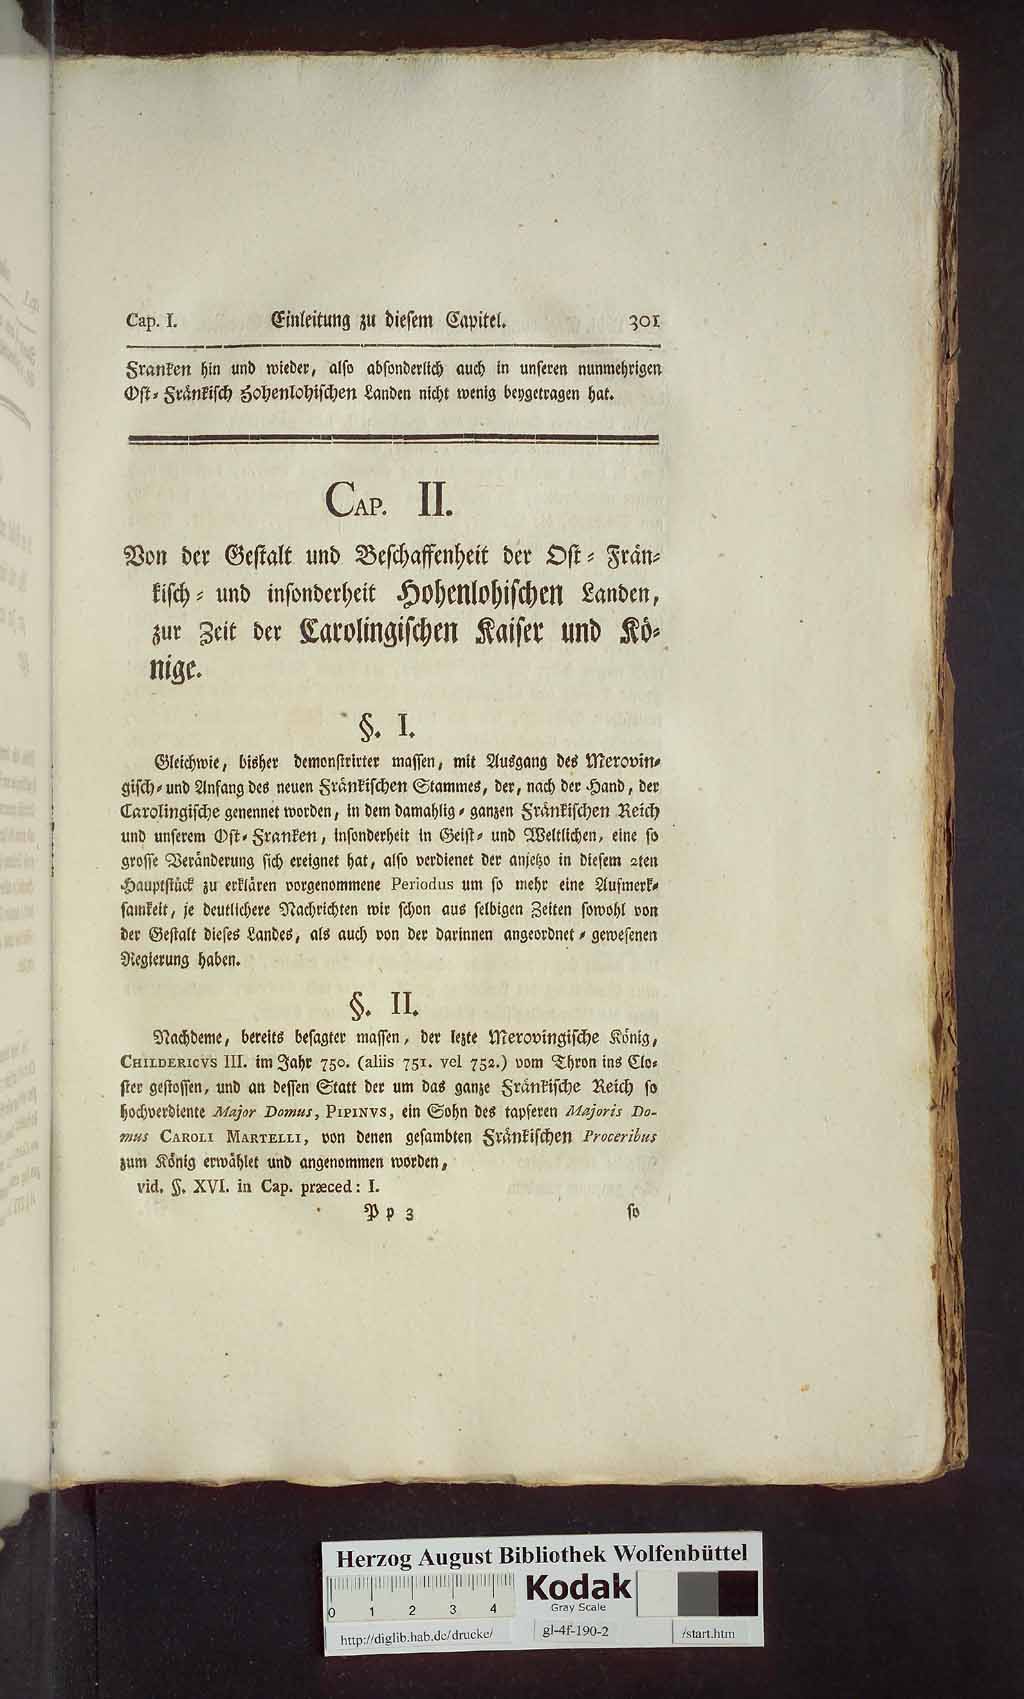 Cap. I. Einleitung zu diesem Capitel. 301
Franken hin und wieder, also absonderlich auch in unseren nunmehrigen
Ost-Fränkisch Hohenlohischen Landen nicht wenig beygetragen hat.
CAP. II.
Von der Gestalt und Beschaffenheit der Ost-Frän-
kisch- und insonderheit Hohenlohischen Landen,
zur Zeit der Carolingischen Kaiser und Kö-
nige.
§. I.
Gleichwie, bisher demonstrirter massen, mit Ausgang des Merovin-
gisch- und Anfang des neuen Fränkischen Stammes, der, nach der Hand, der
Carolingische genennet worden, in dem damahlig-ganzen Fränkischen Reich
und unserem Ost-Franken, insonderheit in Geist- und Weltlichen, eine so
grosse Veränderung sich ereignet hat, also verdienet der anjetzo in diesem 2ten
Hauptstück zu erklären vorgenommene Periodus um so mehr eine Aufmerk-
samkeit, je deutlichere Nachrichten wir schon aus selbigen Zeiten sowohl von
der Gestalt dieses Landes, als auch von der darinnen angeordnet-gewesenen
Regierung haben.
§. II.
Nachdeme, bereits besagter massen, der lezte Merovingische König,
CHILDERICVS III. im Jahr 750. (aliis 751. vel 752.) vom Thron ins Clo-
ster gestossen, und an dessen Statt der um das ganze Fränkische Reich so
hochverdiente Major Domus, PIPINVS, ein Sohn des tapferen Majoris Do-
mus CAROLI MARTELLI, von denen gesambten Fränkischen Proceribus
zum König erwählet und angenommen worden,
vid. §. XVI. in Cap. præced: I.
Pp 3 so
Herzog August Bibliothek Wolfenbüttel
0 1 2 3 4
Kodak
Gray Scale
http://diglib.hab.de/drucke/ gl-4f-190-2 /start.htm